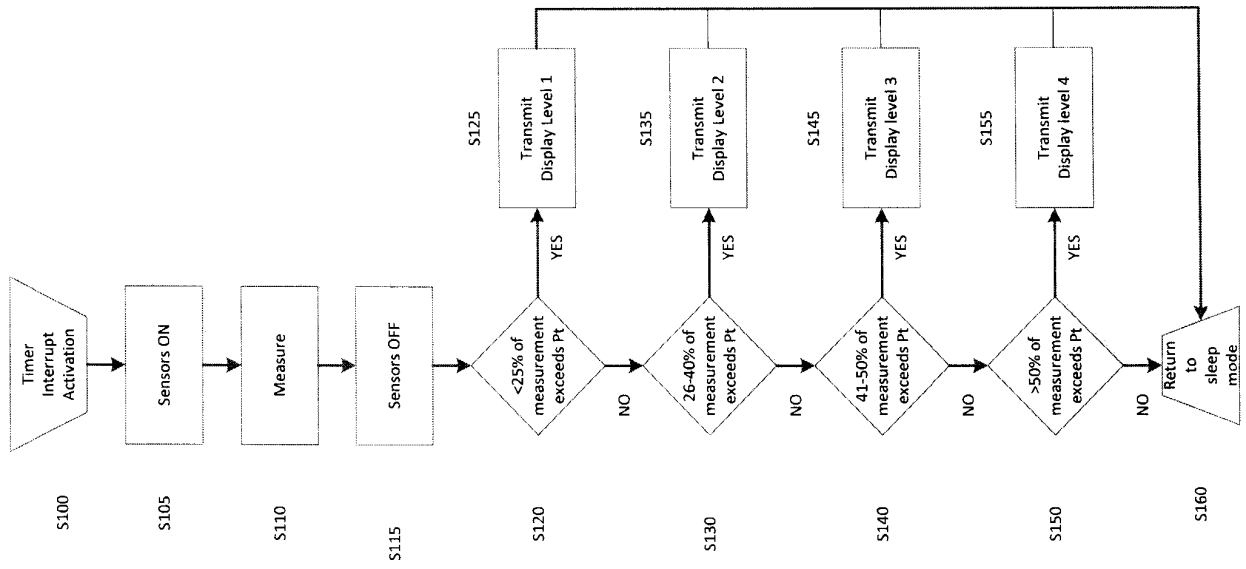 S100
Timer
Interrupt
Activation
S105
Sensors ON
S110
Measure
S115
Sensors OFF
S120
<25% of
measurement
exceeds Pt
YES
NO
S125
Transmit
Display Level 1
S130
26-40% of
measurement
exceeds Pt
YES
NO
S135
Transmit
Display Level 2
S140
41-50% of
measurement
exceeds Pt
YES
NO
S145
Transmit
Display level 3
S150
>50% of
measurement
exceeds Pt
YES
NO
S155
Transmit
Display level 4
S160
Return
to
sleep
mode